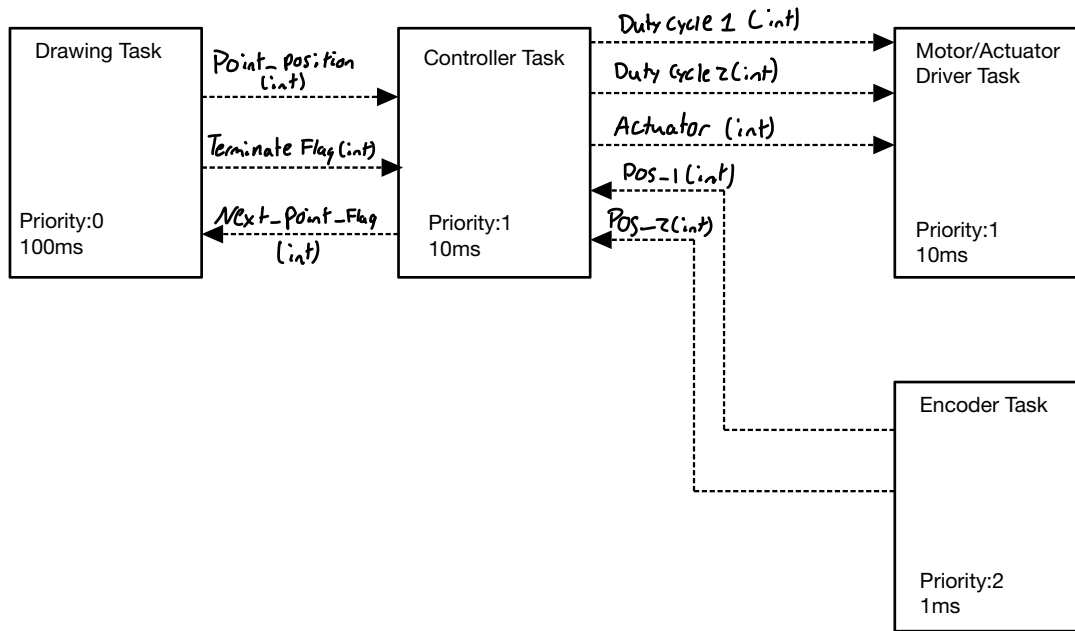 Drawing Task
Point_Position
(int)
Terminate Flag (int)
Next_Point_Flag
(int)
Priority:0
100ms
Controller Task
Priority:1
10ms
Duty Cycle 1 (int)
Duty Cycle 2 (int)
Actuator (int)
Pos_1 (int)
Pos_2 (int)
Motor/Actuator
Driver Task
Priority:1
10ms
Encoder Task
Priority:2
1ms